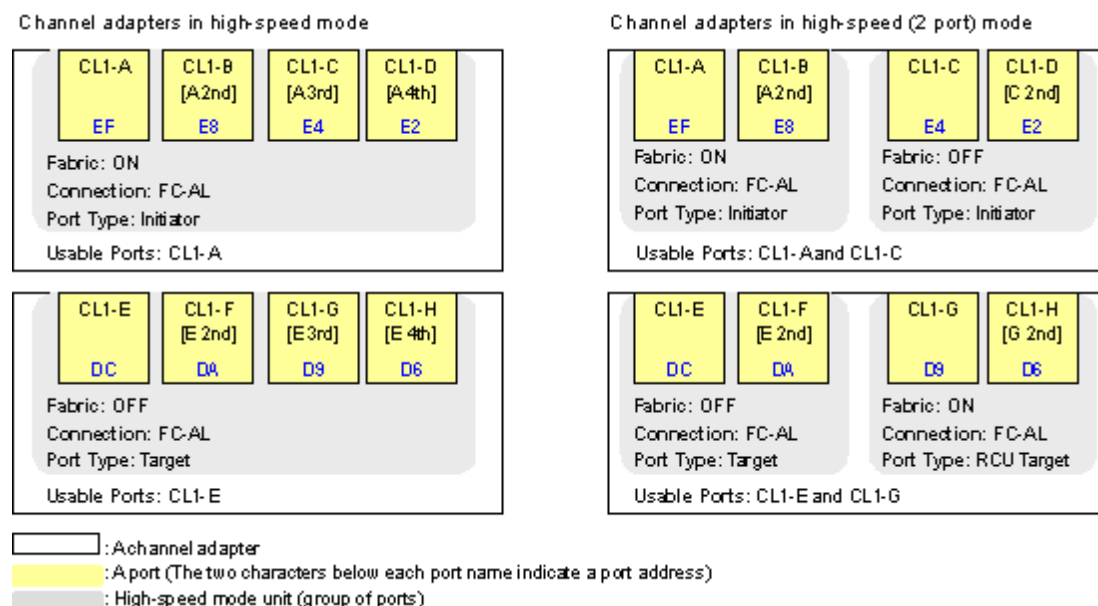 Channel adapters in high-speed mode
CL1-A
CL1-B
[A2nd]
CL1-C
[A3rd]
CL1-D
[A4th]
EF
E8
E4
E2
Fabric: ON
Connection: FC-AL
Port Type: Initiator
Usable Ports: CL1-A
CL1-E
CL1-F
[E 2nd]
CL1-G
[E3rd]
CL1-H
[E 4th]
DC
DA
D9
D6
Fabric: OFF
Connection: FC-AL
Port Type: Target
Usable Ports: CL1-E
Channel adapters in high-speed (2 port) mode
CL1-A
CL1-B
[A2nd]
CL1-C
CL1-D
[C 2nd]
EF
E8
E4
E2
Fabric: ON
Connection: FC-AL
Port Type: Initiator
Fabric: OFF
Connection: FC-AL
Port Type: Initiator
Usable Ports: CL1-Aand CL1-C
CL1-E
CL1-F
[E 2nd]
CL1-G
CL1-H
[G 2nd]
DC
DA
D9
D6
Fabric: OFF
Connection: FC-AL
Port Type: Target
Fabric: ON
Connection: FC-AL
Port Type: RCU Target
Usable Ports: CL1-E and CL1-G
: Achannel adapter
: Aport (The two characters below each port name indicate a port address)
: High-speed mode unit (group of ports)